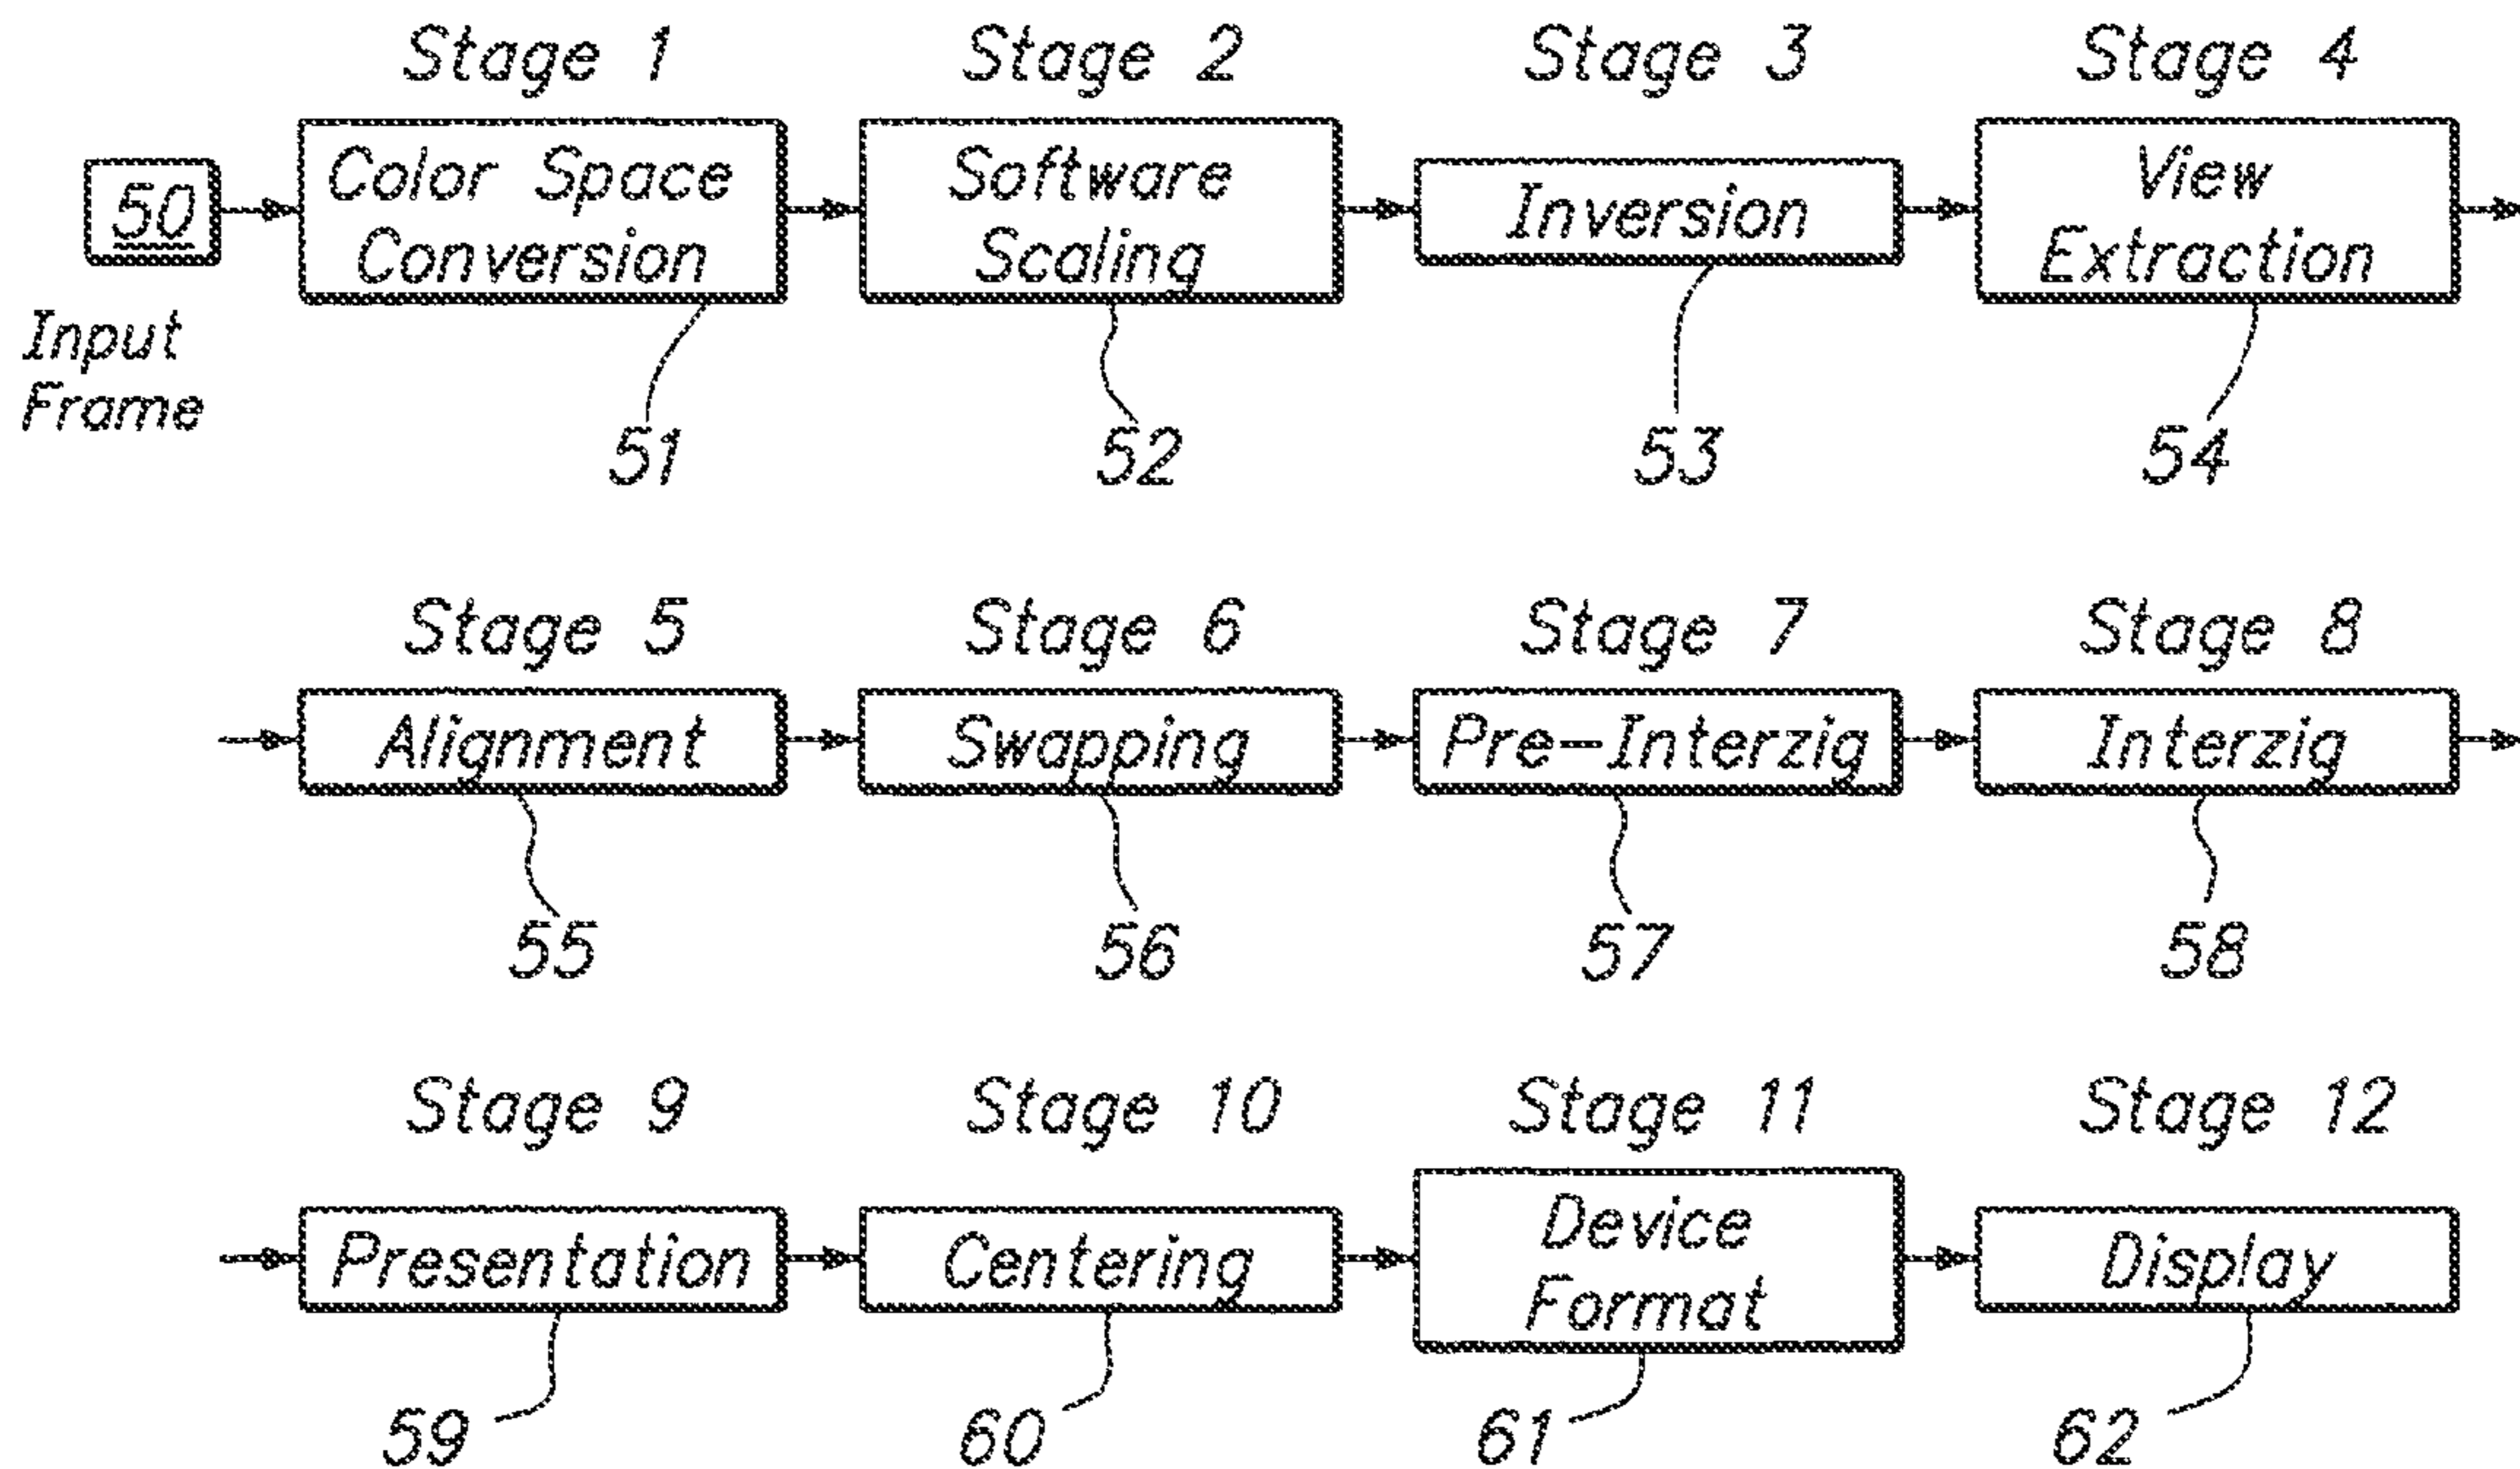 Stage 1
Stage 2
Stage 3
Stage 4
50
Input
Frame
Color Space
Conversion
Software
Scaling
Inversion
View
Extraction
51
52
53
54
Stage 5
Stage 6
Stage 7
Stage 8
Alignment
Swapping
Pre-Interzig
Interzig
55
56
57
58
Stage 9
Stage 10
Stage 11
Stage 12
Presentation
Centering
Device
Format
Display
59
60
61
62